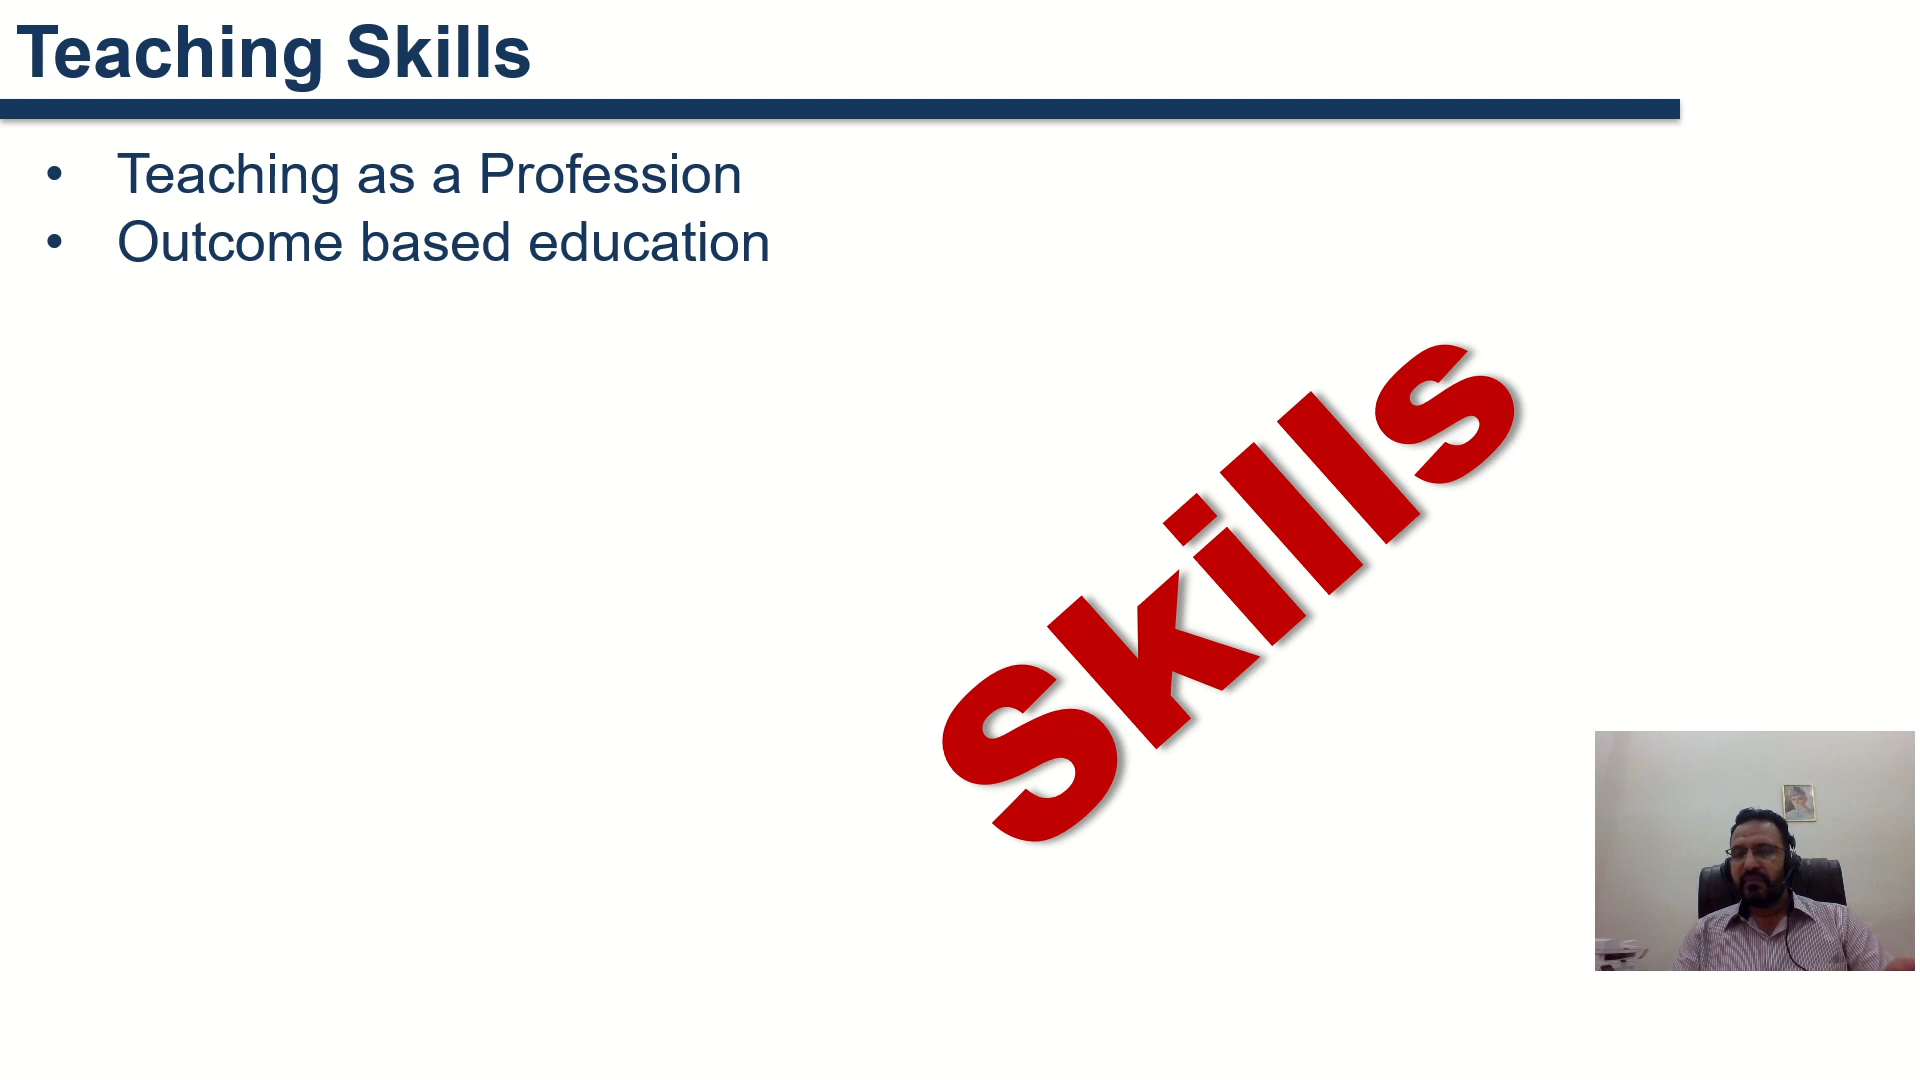 Teaching Skills
• Teaching as a Profession
• Outcome based education
Skills